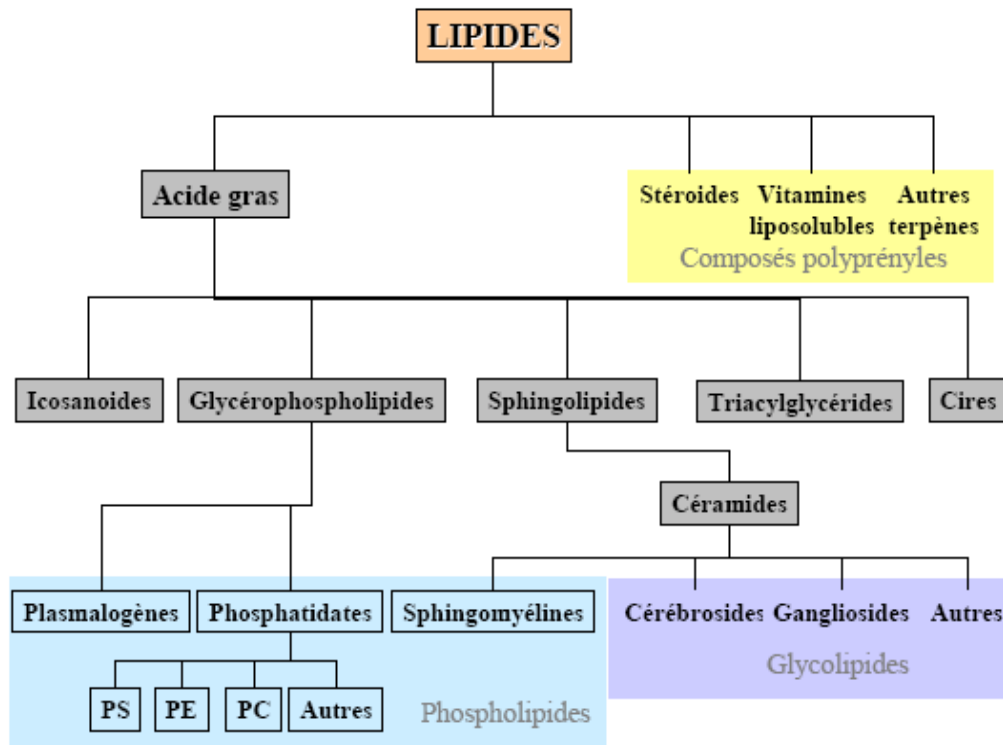 LIPIDES
Acide gras
Stéroides Vitamines Autres
liposolubles terpènes
Composés polyprényles
Icosanoides Glycérophospholipides Sphingolipides Triacylglycérides Cires
Céramides
Plasmalogènes Phosphatidates Sphingomyélines Cérébrosides Gangliosides Autres
Glycolipides
PS PE PC Autres Phospholipides